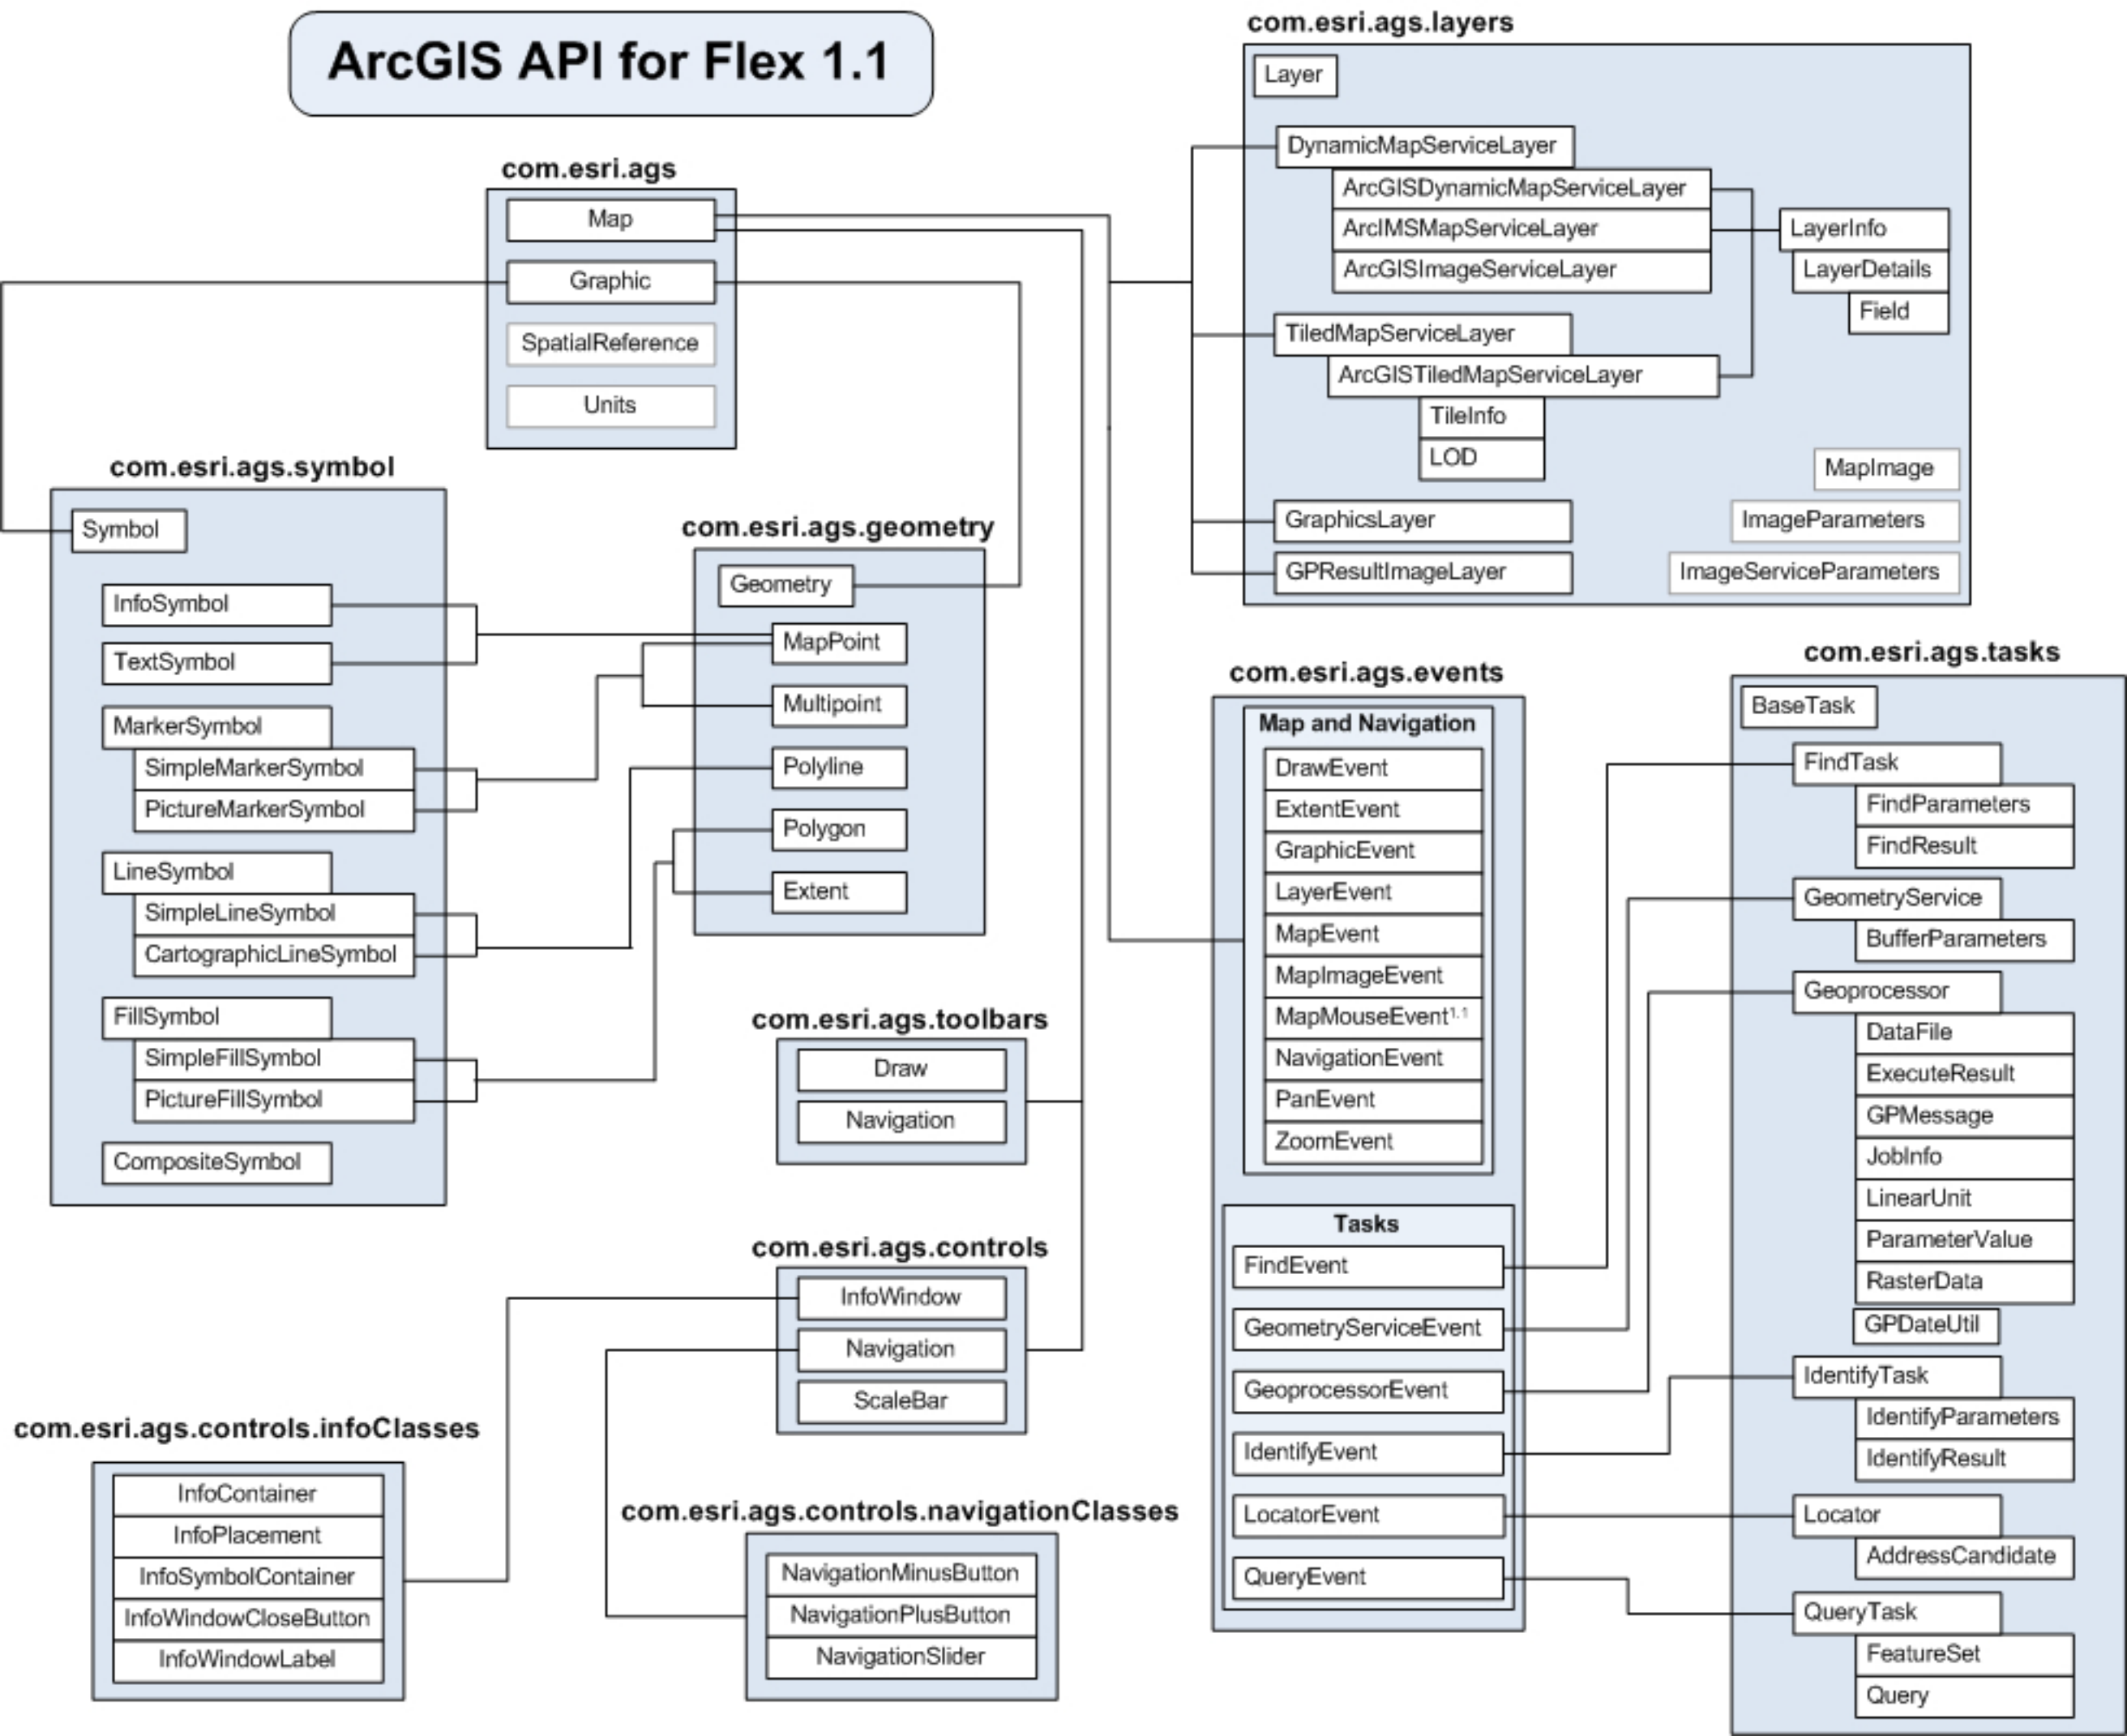 ArcGIS API for Flex 1.1
com.esri.ags
Map
Graphic
SpatialReference
Units
com.esri.ags.symbol
Symbol
InfoSymbol
TextSymbol
MarkerSymbol
SimpleMarkerSymbol
PictureMarkerSymbol
LineSymbol
SimpleLineSymbol
CartographicLineSymbol
FillSymbol
SimpleFillSymbol
PictureFillSymbol
CompositeSymbol
com.esri.ags.geometry
Geometry
MapPoint
Multipoint
Polyline
Polygon
Extent
com.esri.ags.toolbars
Draw
Navigation
com.esri.ags.controls
InfoWindow
Navigation
ScaleBar
com.esri.ags.controls.infoClasses
InfoContainer
InfoPlacement
InfoSymbolContainer
InfoWindowCloseButton
InfoWindowLabel
com.esri.ags.controls.navigationClasses
NavigationMinusButton
NavigationPlusButton
NavigationSlider
com.esri.ags.layers
Layer
DynamicMapServiceLayer
ArcGISDynamicMapServiceLayer
ArcIMSMapServiceLayer
ArcGISImageServiceLayer
LayerInfo
LayerDetails
Field
TiledMapServiceLayer
ArcGISTiledMapServiceLayer
TileInfo
LOD
MapImage
GraphicsLayer
ImageParameters
GPResultImageLayer
ImageServiceParameters
com.esri.ags.events
Map and Navigation
DrawEvent
ExtentEvent
GraphicEvent
LayerEvent
MapEvent
MapImageEvent
MapMouseEvent1.1
NavigationEvent
PanEvent
ZoomEvent
Tasks
FindEvent
GeometryServiceEvent
GeoprocessorEvent
IdentifyEvent
LocatorEvent
QueryEvent
com.esri.ags.tasks
BaseTask
FindTask
FindParameters
FindResult
GeometryService
BufferParameters
Geoprocessor
DataFile
ExecuteResult
GPMessage
JobInfo
LinearUnit
ParameterValue
RasterData
GPDateUtil
IdentifyTask
IdentifyParameters
IdentifyResult
Locator
AddressCandidate
QueryTask
FeatureSet
Query